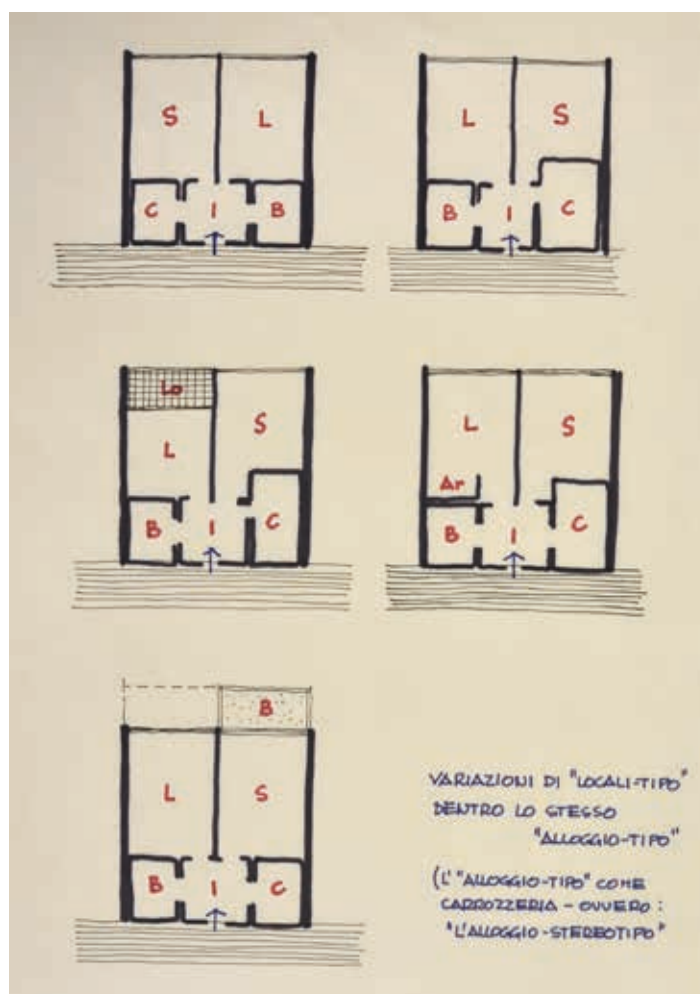 S L
C I B
L S
B I C
Lo
S
L
B I C
L S
Ar
B I C
B
L S
B I C
VARIAZIONI DI "LOCALI-TIPO"
DENTRO LO STESSO
"ALLOGGIO-TIPO"
(L'"ALLOGGIO-TIPO" COME
CARROZZERIA - OVVERO:
"L'ALLOGGIO-STEREOTIPO"